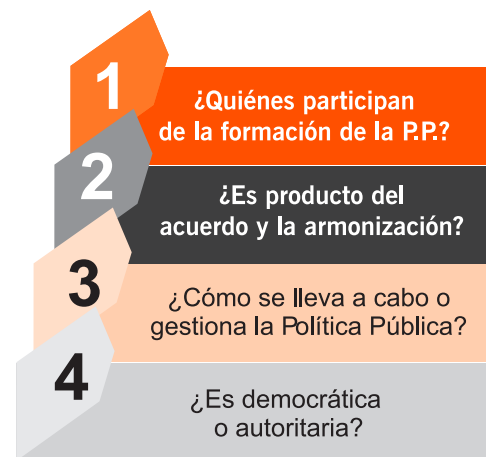 1
¿Quiénes participan
de la formación de la P.P.?
2
¿Es producto del
acuerdo y la armonización?
3
¿Cómo se lleva a cabo o
gestiona la Política Pública?
4
¿Es democrática
o autoritaria?